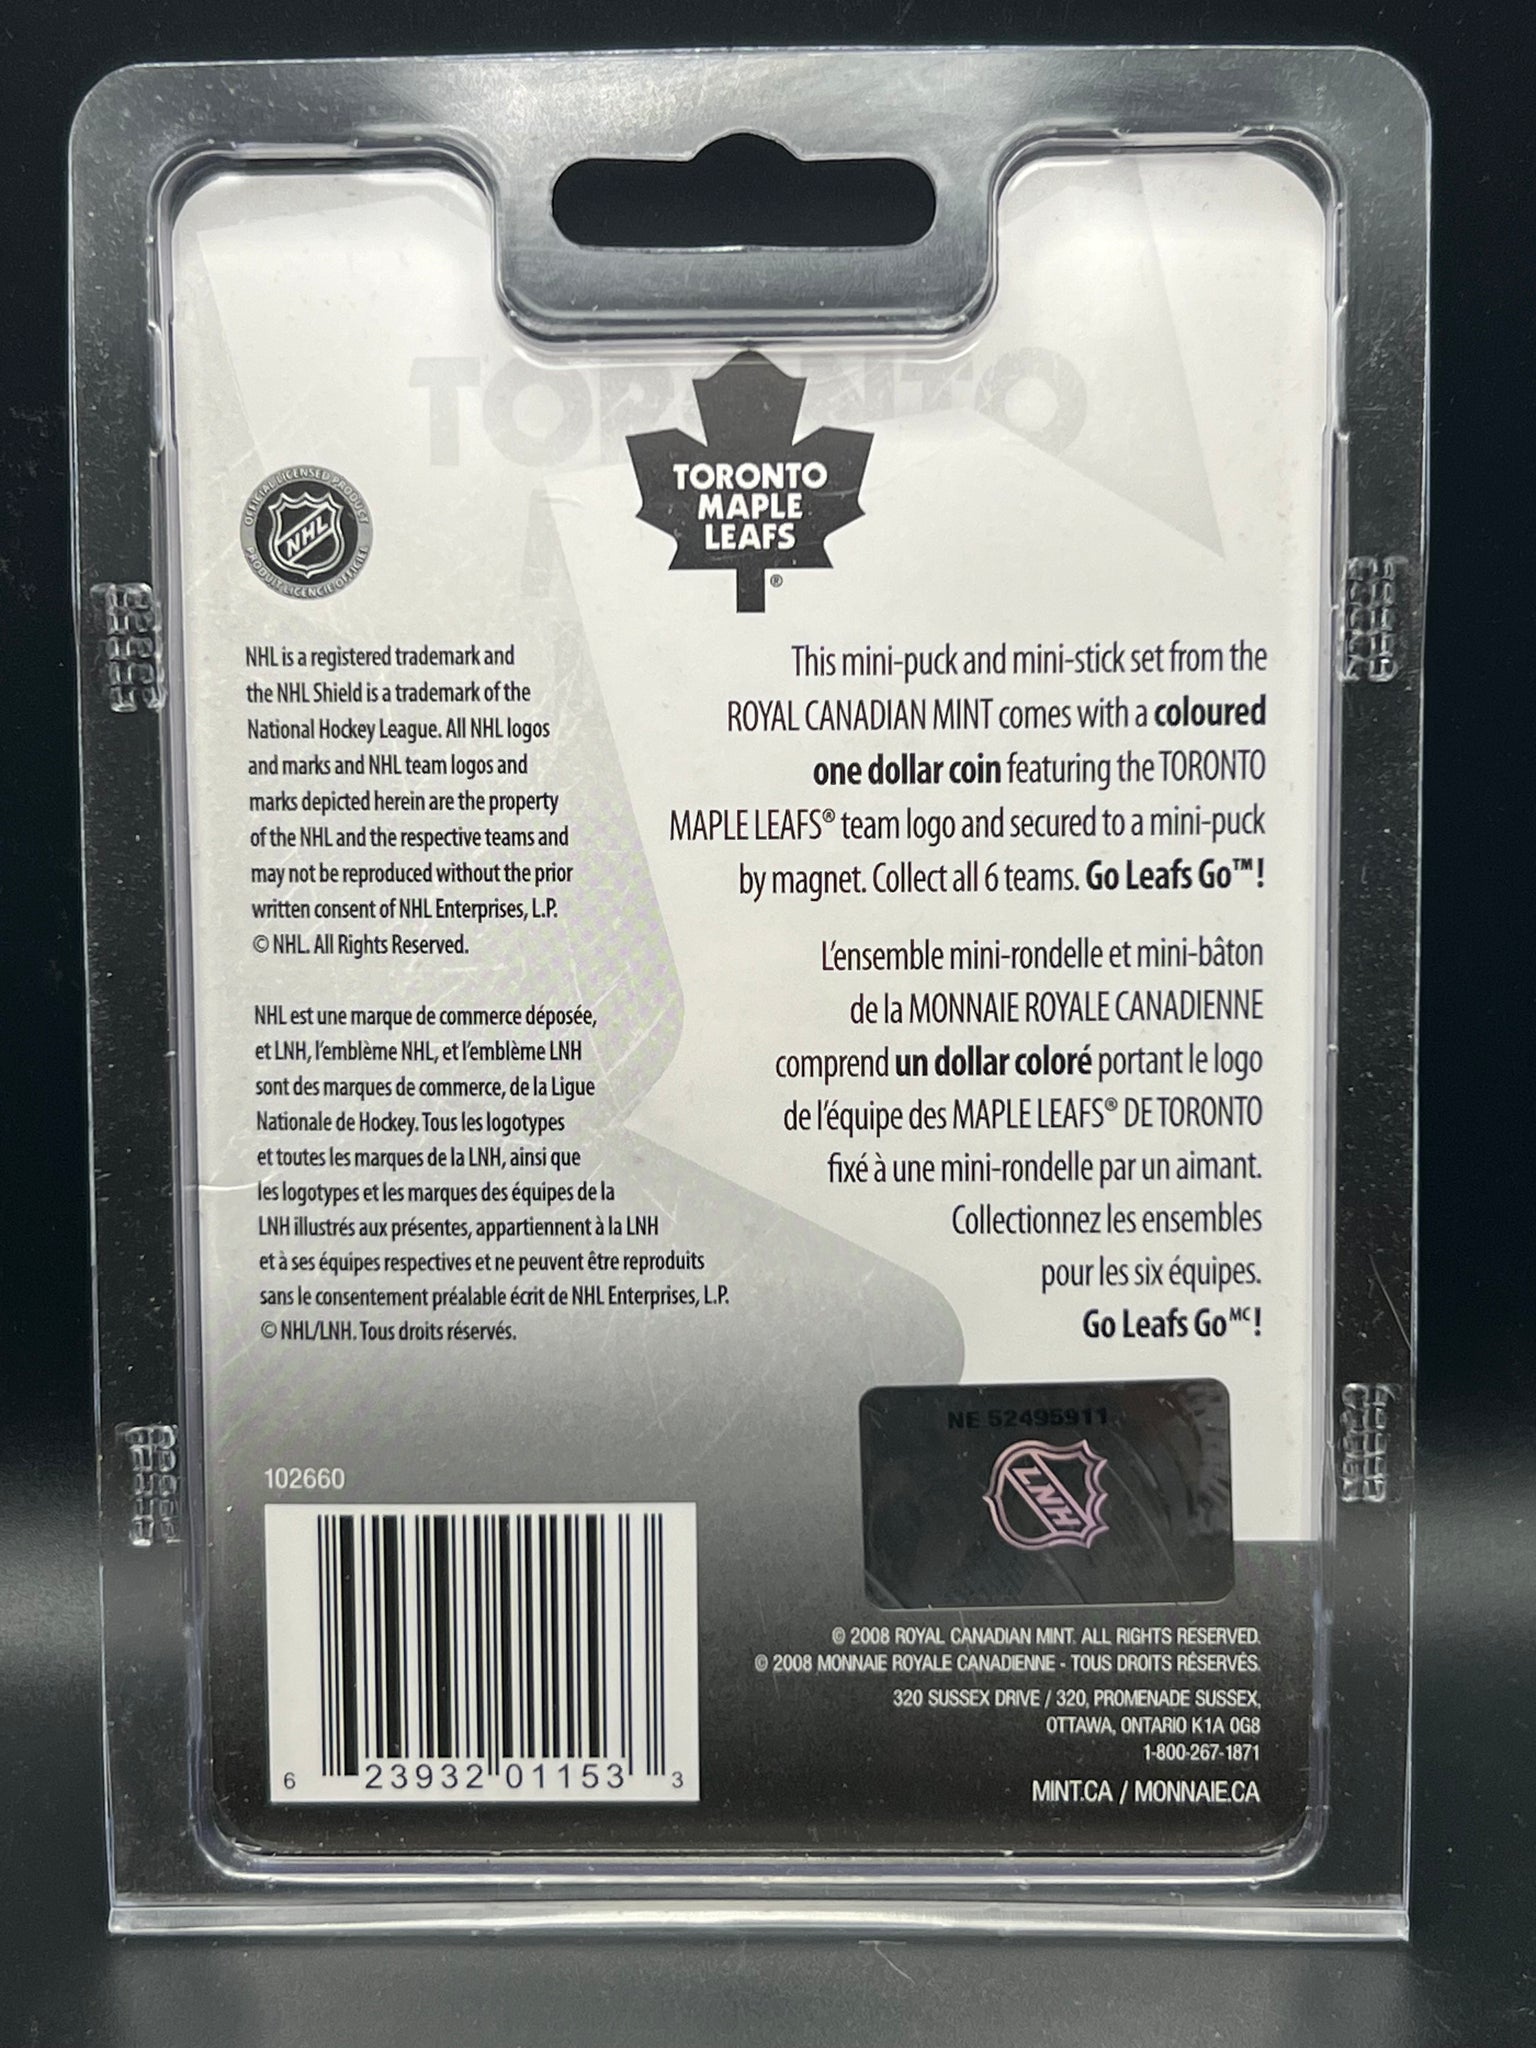 TORONTO
TORONTO
MAPLE
LEAFS
®
OFFICIAL LICENSED PRODUCT
NHL
PRODUIT LICENCIÉ OFFICIEL
NHL is a registered trademark and
the NHL Shield is a trademark of the
National Hockey League. All NHL logos
and marks and NHL team logos and
marks depicted herein are the property
of the NHL and the respective teams and
may not be reproduced without the prior
written consent of NHL Enterprises, L.P.
© NHL. All Rights Reserved.
NHL est une marque de commerce déposée,
et LNH, l'emblème NHL, et l'emblème LNH
sont des marques de commerce, de la Ligue
Nationale de Hockey. Tous les logotypes
et toutes les marques de la LNH, ainsi que
les logotypes et les marques des équipes de la
LNH illustrés aux présentes, appartiennent à la LNH
et à ses équipes respectives et ne peuvent être reproduits
sans le consentement préalable écrit de NHL Enterprises, L.P.
© NHL/LNH. Tous droits réservés.
This mini-puck and mini-stick set from the
ROYAL CANADIAN MINT comes with a coloured
one dollar coin featuring the TORONTO
MAPLE LEAFS® team logo and secured to a mini-puck
by magnet. Collect all 6 teams. Go Leafs Go™!
L'ensemble mini-rondelle et mini-bâton
de la MONNAIE ROYALE CANADIENNE
comprend un dollar coloré portant le logo
de l'équipe des MAPLE LEAFS® DE TORONTO
fixé à une mini-rondelle par un aimant.
Collectionnez les ensembles
pour les six équipes.
Go Leafs Go MC!
NE 52495911
LNH
102660
6 23932 01153 3
© 2008 ROYAL CANADIAN MINT. ALL RIGHTS RESERVED.
© 2008 MONNAIE ROYALE CANADIENNE - TOUS DROITS RÉSERVÉS.
320 SUSSEX DRIVE / 320, PROMENADE SUSSEX,
OTTAWA, ONTARIO K1A 0G8
1-800-267-1871
MINT.CA / MONNAIE.CA